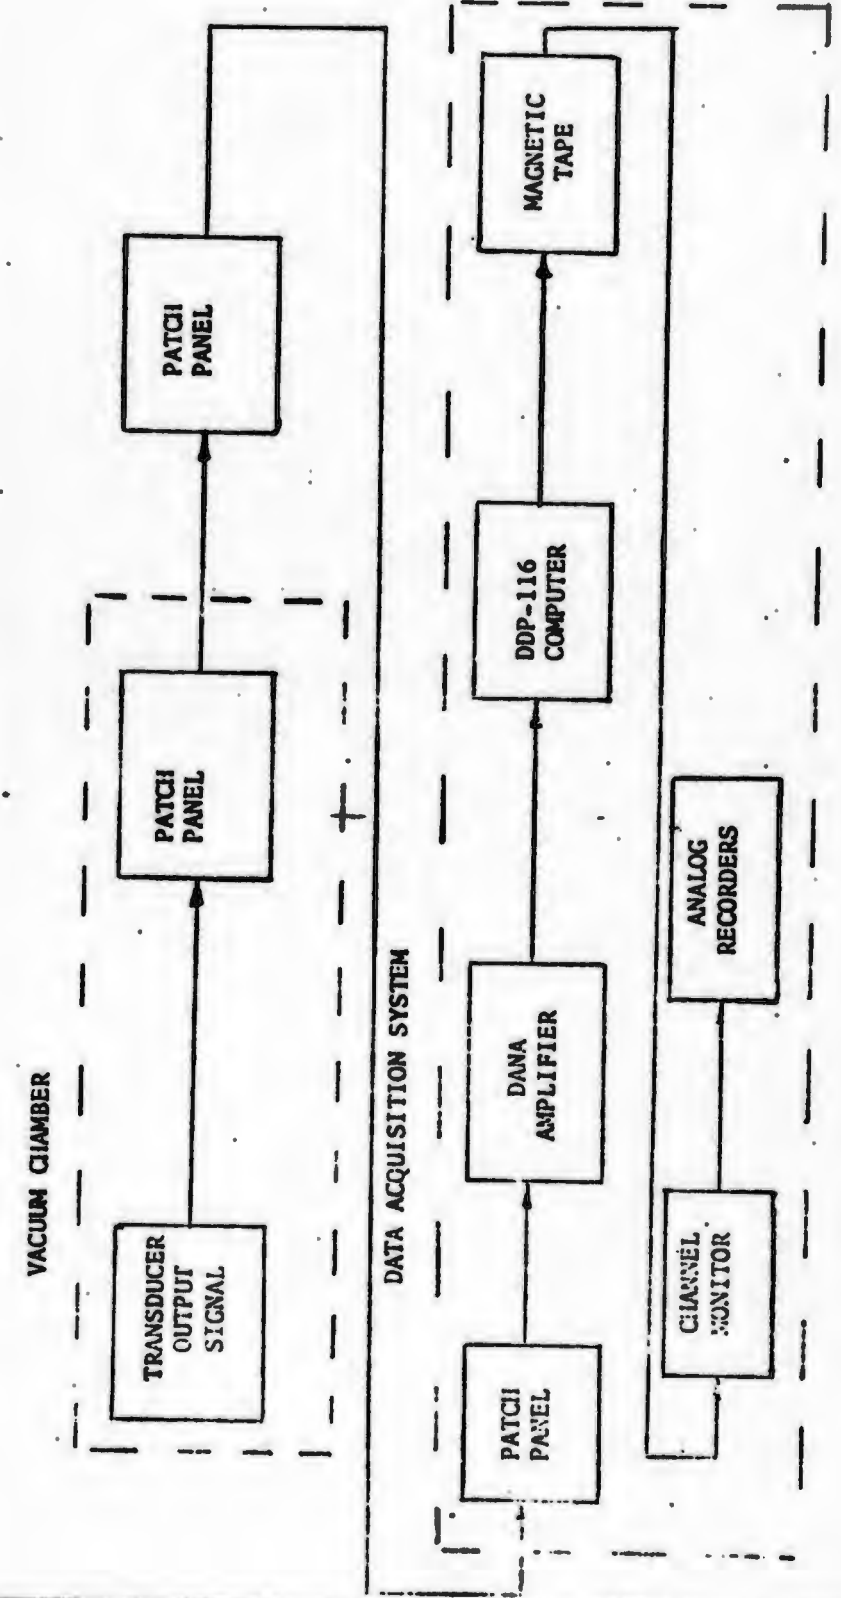 VACUUM CHAMBER
TRANSDUCER
OUTPUT
SIGNAL
PATCH
PANEL
PATCH
PANEL
DATA ACQUISITION SYSTEM
PATCH
PANEL
DANA
AMPLIFIER
DDP-116
COMPUTER
MAGNETIC
TAPE
CHANNEL
MONITOR
ANALOG
RECORDERS